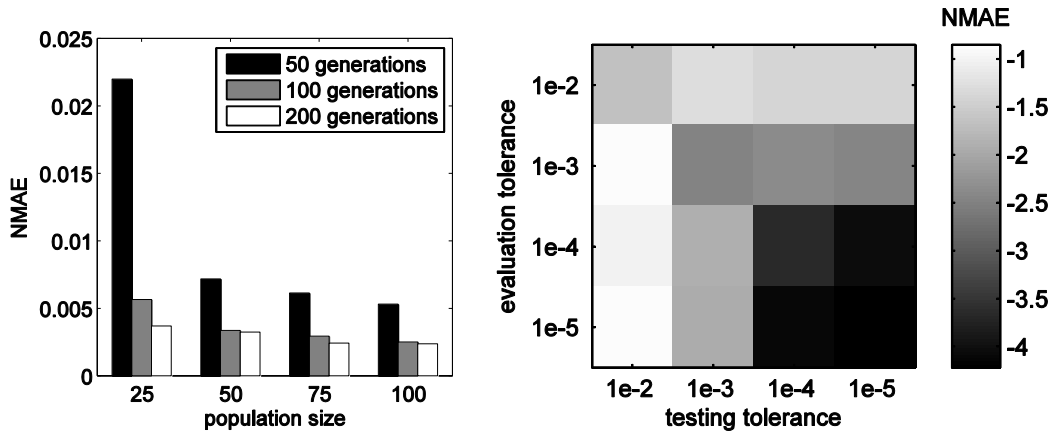 0.025
0.02
0.015
0.01
0.005
0
NMAE
25 50 75 100
population size
50 generations
100 generations
200 generations
NMAE
1e-2
1e-3
1e-4
1e-5
evaluation tolerance
1e-2 1e-3 1e-4 1e-5
testing tolerance
-1
-1.5
-2
-2.5
-3
-3.5
-4